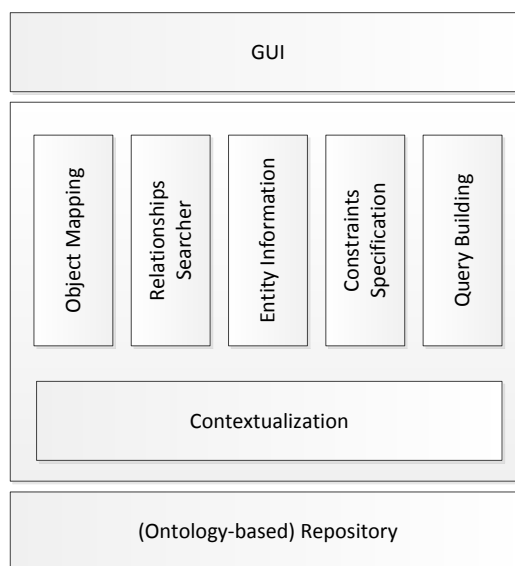 GUI
Object Mapping
Relationships
Searcher
Entity Information
Constraints
Specification
Query Building
Contextualization
(Ontology-based) Repository